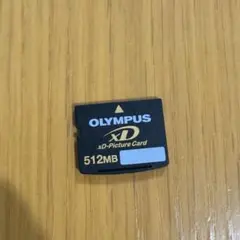 OLYMPUS
xD
xD-Picture Card
512MB